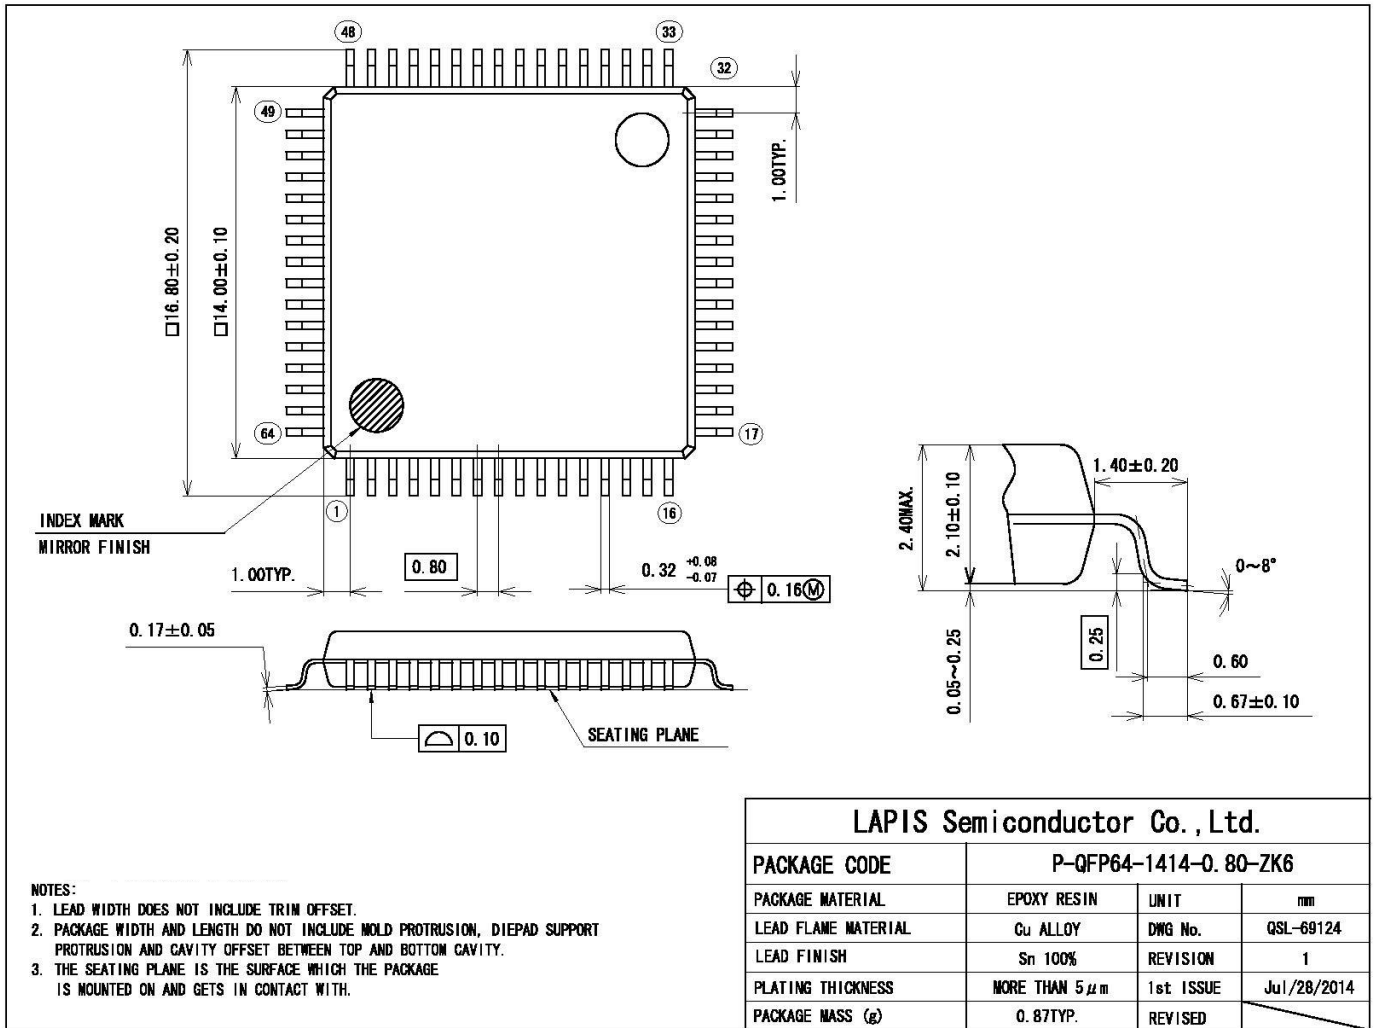 48
33
32
49
1.00TYP.
□16.80±0.20
□14.00±0.10
64
17
1
16
INDEX MARK
MIRROR FINISH
1.00TYP.
0.80
0.32 +0.08 -0.07
⌖ 0.16Ⓜ
2.40MAX.
2.10±0.10
1.40±0.20
0~8°
0.05~0.25
0.25
0.60
0.67±0.10
0.17±0.05
⌓ 0.10
SEATING PLANE
NOTES:
1. LEAD WIDTH DOES NOT INCLUDE TRIM OFFSET.
2. PACKAGE WIDTH AND LENGTH DO NOT INCLUDE MOLD PROTRUSION, DIEPAD SUPPORT
PROTRUSION AND CAVITY OFFSET BETWEEN TOP AND BOTTOM CAVITY.
3. THE SEATING PLANE IS THE SURFACE WHICH THE PACKAGE
IS MOUNTED ON AND GETS IN CONTACT WITH.
LAPIS Semiconductor Co.,Ltd.
PACKAGE CODE P-QFP64-1414-0.80-ZK6
PACKAGE MATERIAL EPOXY RESIN UNIT mm
LEAD FLAME MATERIAL Cu ALLOY DWG No. QSL-69124
LEAD FINISH Sn 100% REVISION 1
PLATING THICKNESS MORE THAN 5μm 1st ISSUE Jul/28/2014
PACKAGE MASS (g) 0.87TYP. REVISED